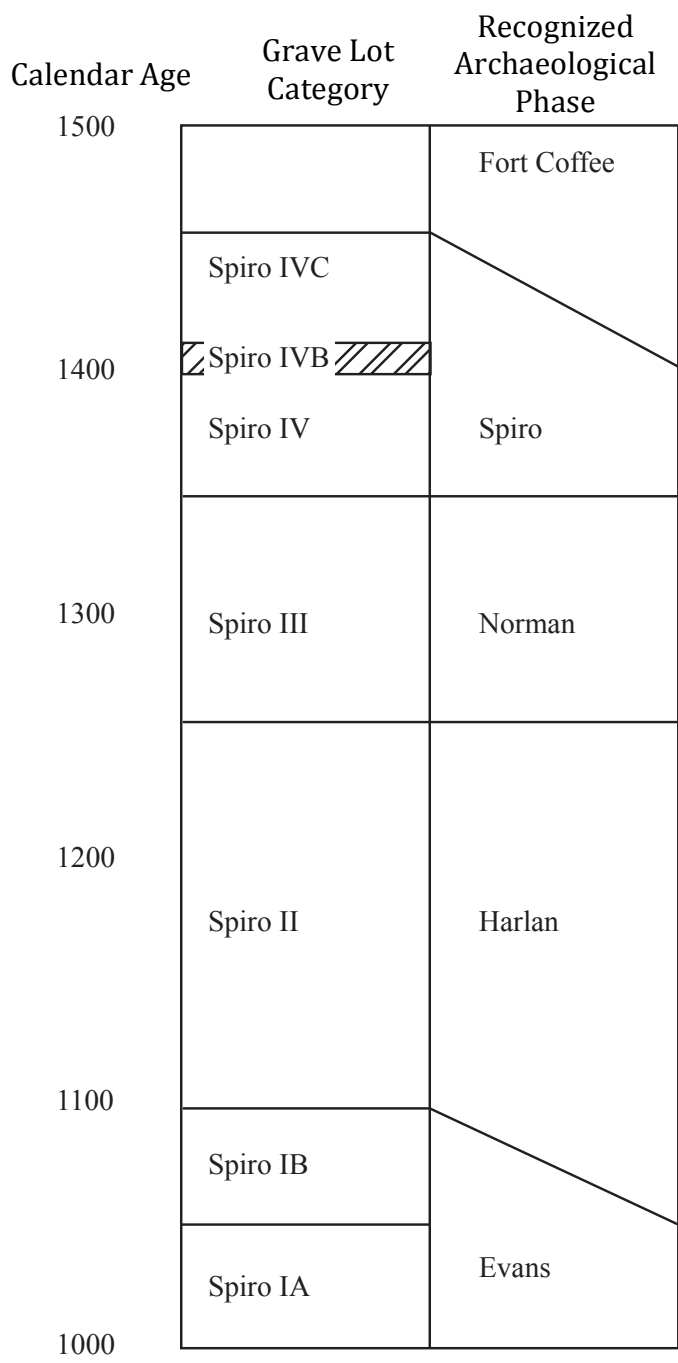 Calendar Age
Grave Lot
Category
Recognized
Archaeological
Phase
1500
Fort Coffee
Spiro IVC
Spiro IVB
1400
Spiro IV
Spiro
1300
Spiro III
Norman
1200
Spiro II
Harlan
1100
Spiro IB
Evans
Spiro IA
1000